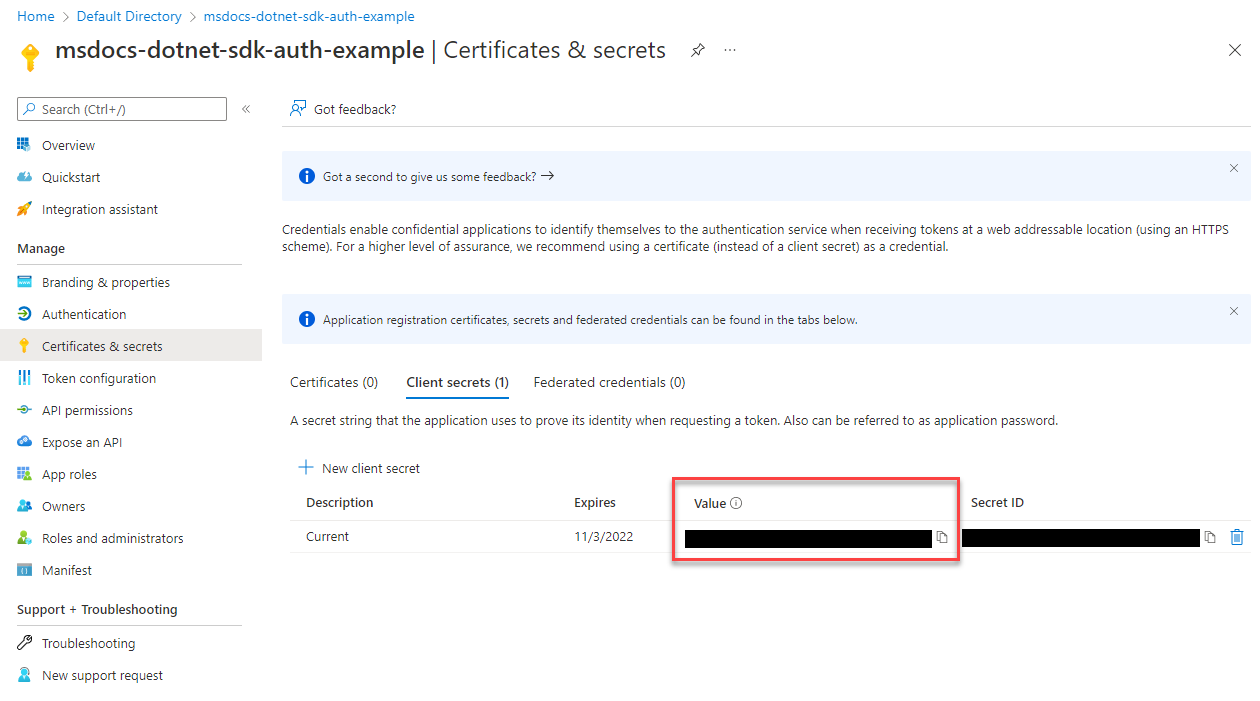 Home > Default Directory > msdocs-dotnet-sdk-auth-example
msdocs-dotnet-sdk-auth-example | Certificates & secrets
Search (Ctrl+/)
Overview
Quickstart
Integration assistant
Manage
Branding & properties
Authentication
Certificates & secrets
Token configuration
API permissions
Expose an API
App roles
Owners
Roles and administrators
Manifest
Support + Troubleshooting
Troubleshooting
New support request
Got feedback?
Got a second to give us some feedback? →
Credentials enable confidential applications to identify themselves to the authentication service when receiving tokens at a web addressable location (using an HTTPS
scheme). For a higher level of assurance, we recommend using a certificate (instead of a client secret) as a credential.
Application registration certificates, secrets and federated credentials can be found in the tabs below.
Certificates (0) Client secrets (1) Federated credentials (0)
A secret string that the application uses to prove its identity when requesting a token. Also can be referred to as application password.
New client secret
Description Expires Value Secret ID
Current 11/3/2022